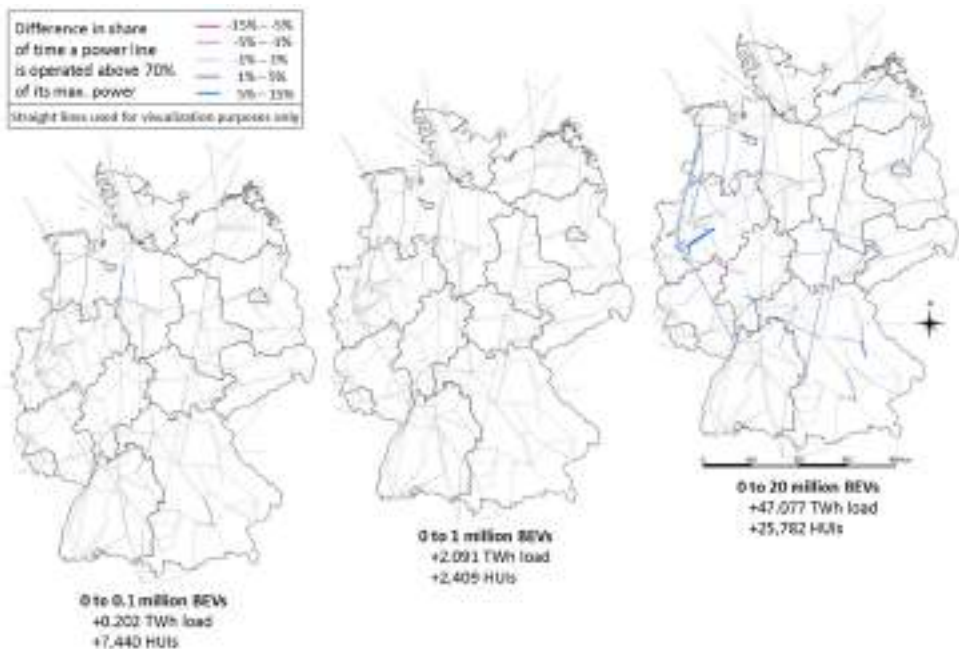 Difference in share
of time a power line
is operated above 70%
of its max. power
-15% – -5%
-5% – -1%
-1% – 1%
1% – 5%
5% – 15%
Straight lines used for visualization purposes only
0 to 0.1 million BEVs
+0.202 TWh load
+7,440 HUIs
0 to 1 million BEVs
+2.091 TWh load
+2,409 HUIs
0 to 20 million BEVs
+47.077 TWh load
+25,782 HUIs